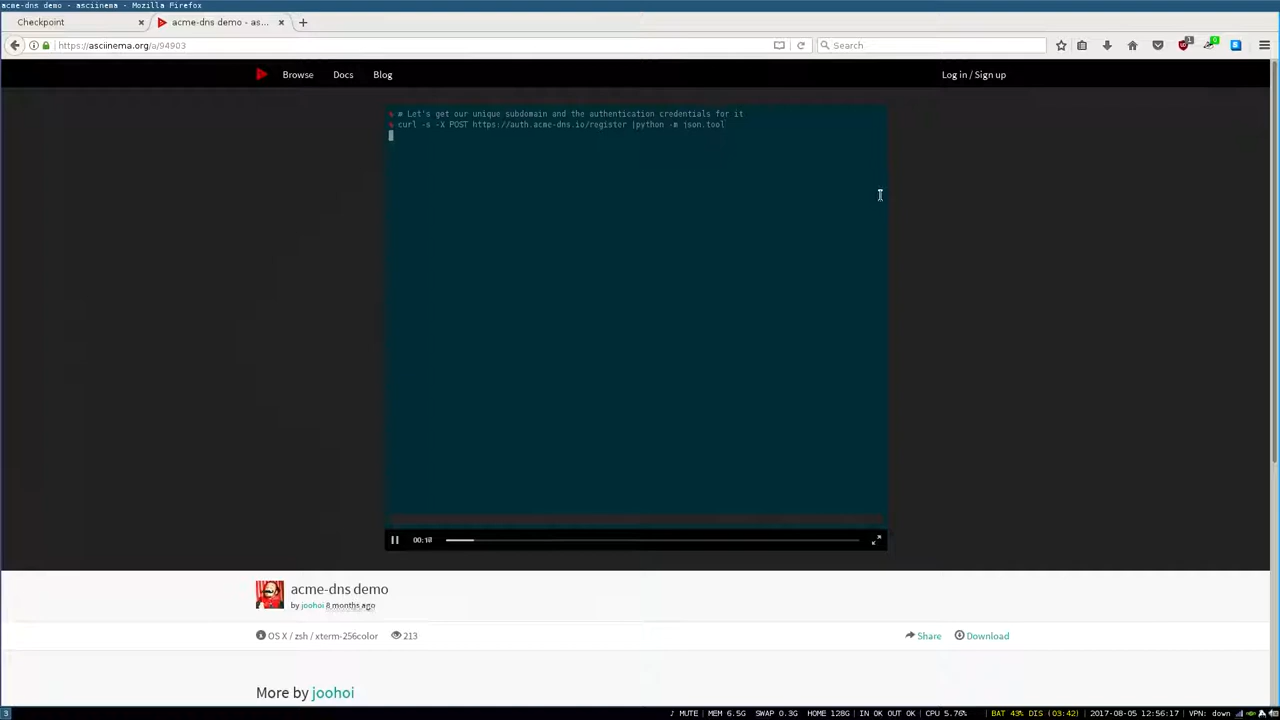 acme-dns demo - asciinema - Mozilla Firefox
Checkpoint
acme-dns demo - as...
https://asciinema.org/a/94903
Search
Browse
Docs
Blog
Log in / Sign up
# Let's get our unique subdomain and the authentication credentials for it
curl -s -X POST https://auth.acme-dns.io/register |python -m json.tool
acme-dns demo
by joohoi 8 months ago
OS X / zsh / xterm-256color
213
Share
Download
More by joohoi
3
MUTE MEM 6.5G SWAP 0.3G HOME 128G IN OK OUT OK CPU 5.76% BAT 43% DIS (03:42) 2017-08-05 12:56:17 VPN: down